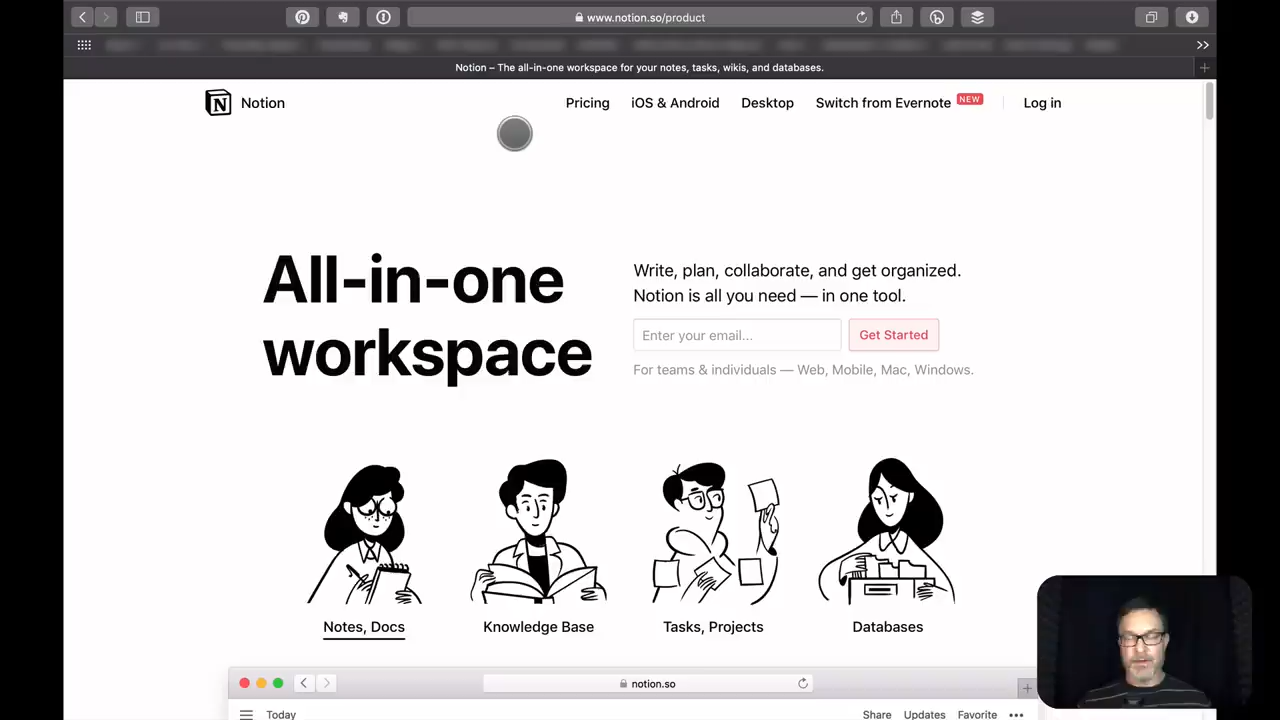 www.notion.so/product
Notion – The all-in-one workspace for your notes, tasks, wikis, and databases.
N Notion
Pricing
iOS & Android
Desktop
Switch from Evernote NEW
Log in
All-in-one
workspace
Write, plan, collaborate, and get organized.
Notion is all you need — in one tool.
Enter your email...
Get Started
For teams & individuals — Web, Mobile, Mac, Windows.
Notes, Docs
Knowledge Base
Tasks, Projects
Databases
notion.so
Today
Share
Updates
Favorite